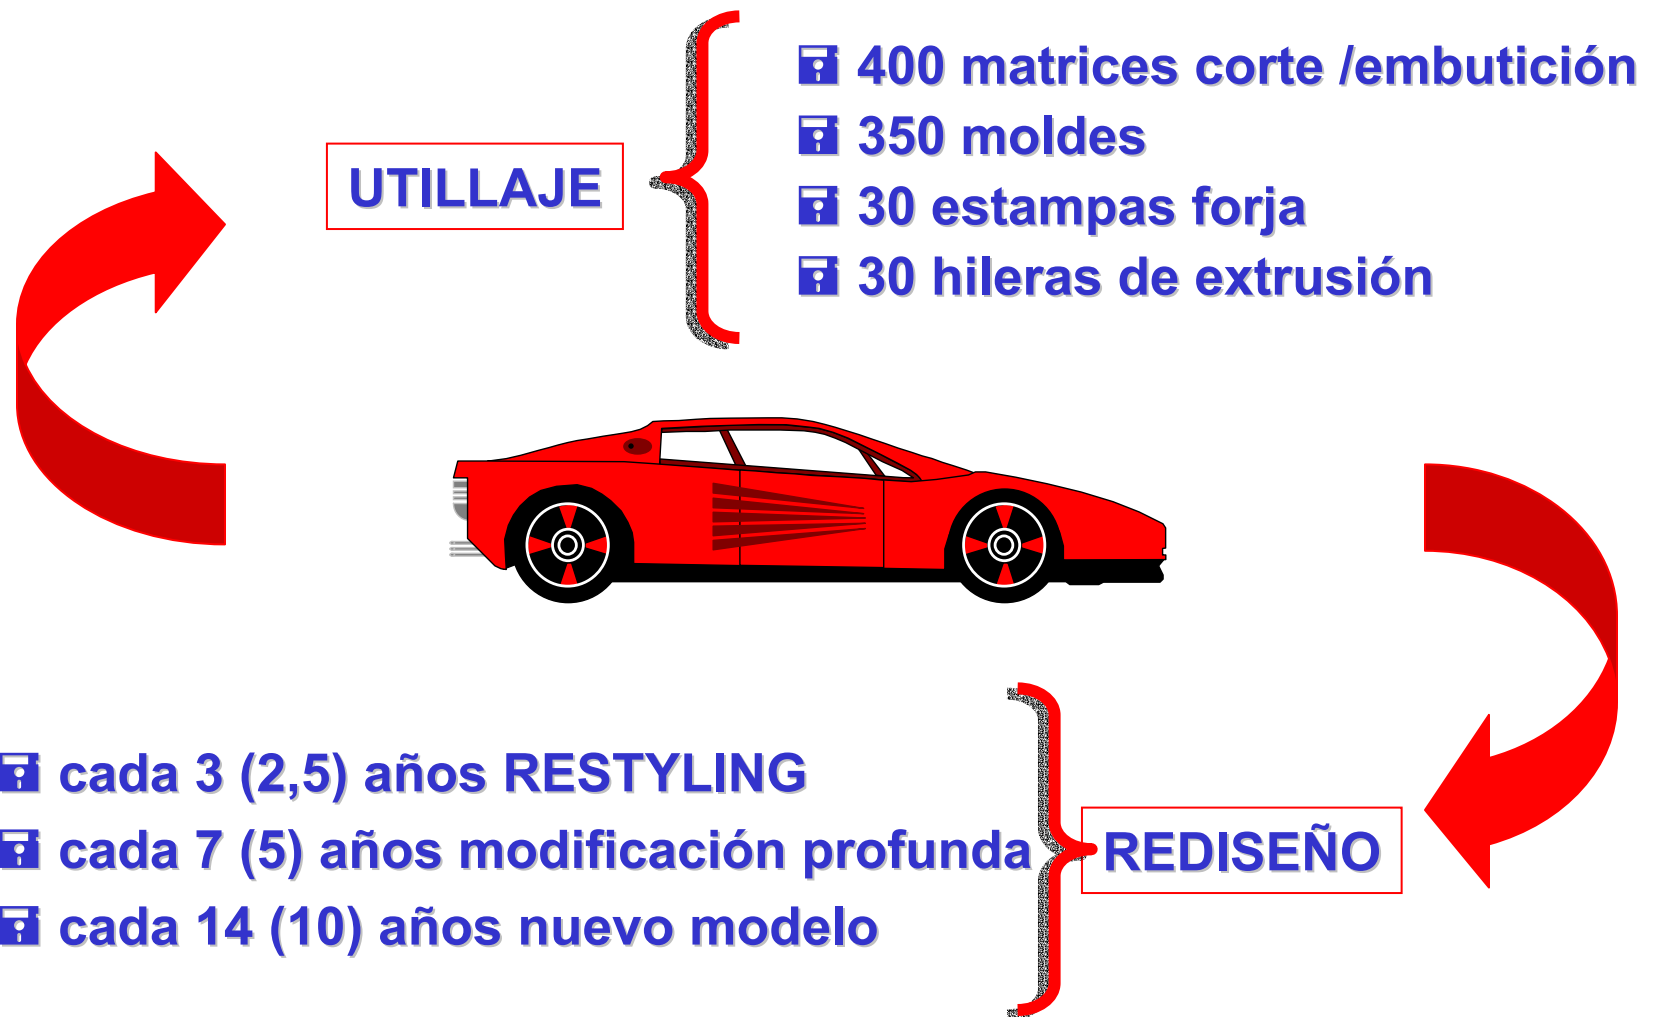 400 matrices corte /embutición
350 moldes
UTILLAJE
30 estampas forja
30 hileras de extrusión
cada 3 (2,5) años RESTYLING
cada 7 (5) años modificación profunda
REDISEÑO
cada 14 (10) años nuevo modelo